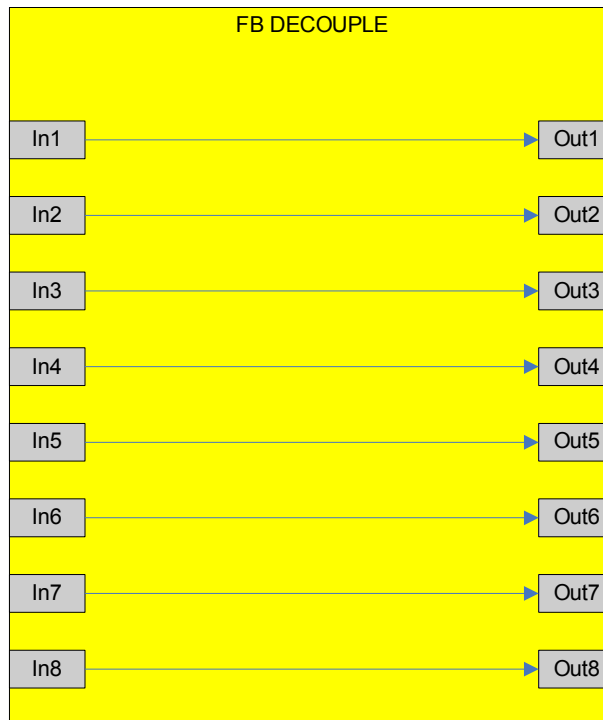 FB DECOUPLE
In1 Out1
In2 Out2
In3 Out3
In4 Out4
In5 Out5
In6 Out6
In7 Out7
In8 Out8